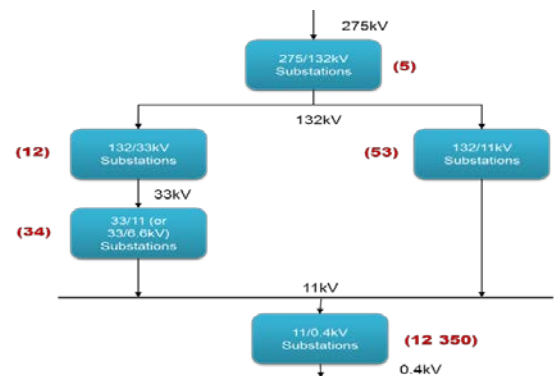 275kV
275/132kV
Substations
(5)
132kV
(12)
132/33kV
Substations
(53)
132/11kV
Substations
33kV
(34)
33/11 (or
33/6.6kV)
Substations
11kV
11/0.4kV
Substations
(12 350)
0.4kV